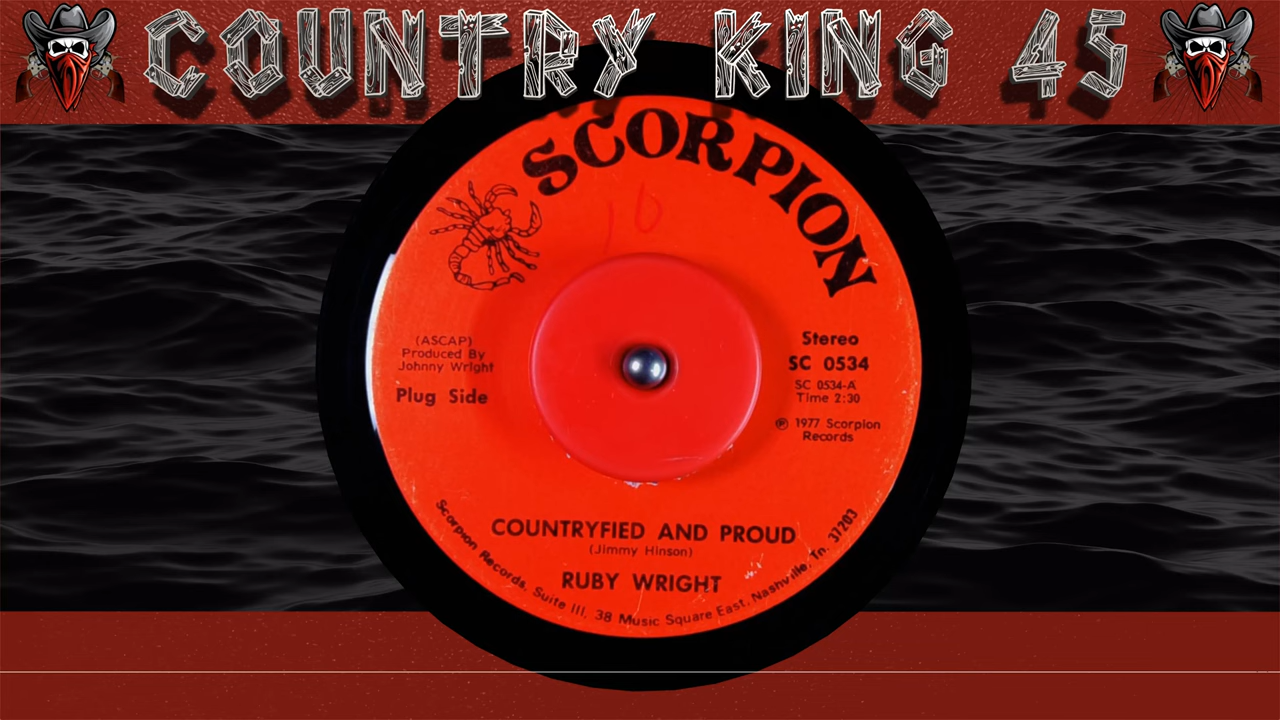 COUNTRY KING 45
SCORPION
10
(ASCAP)
Produced By
Johnny Wright
Plug Side
Stereo
SC 0534
SC 0534-A
Time 2:30
℗ 1977 Scorpion
Records
COUNTRYFIED AND PROUD
(Jimmy Hinson)
RUBY WRIGHT
Scorpion Records, Suite III, 38 Music Square East, Nashville, Tn. 37203